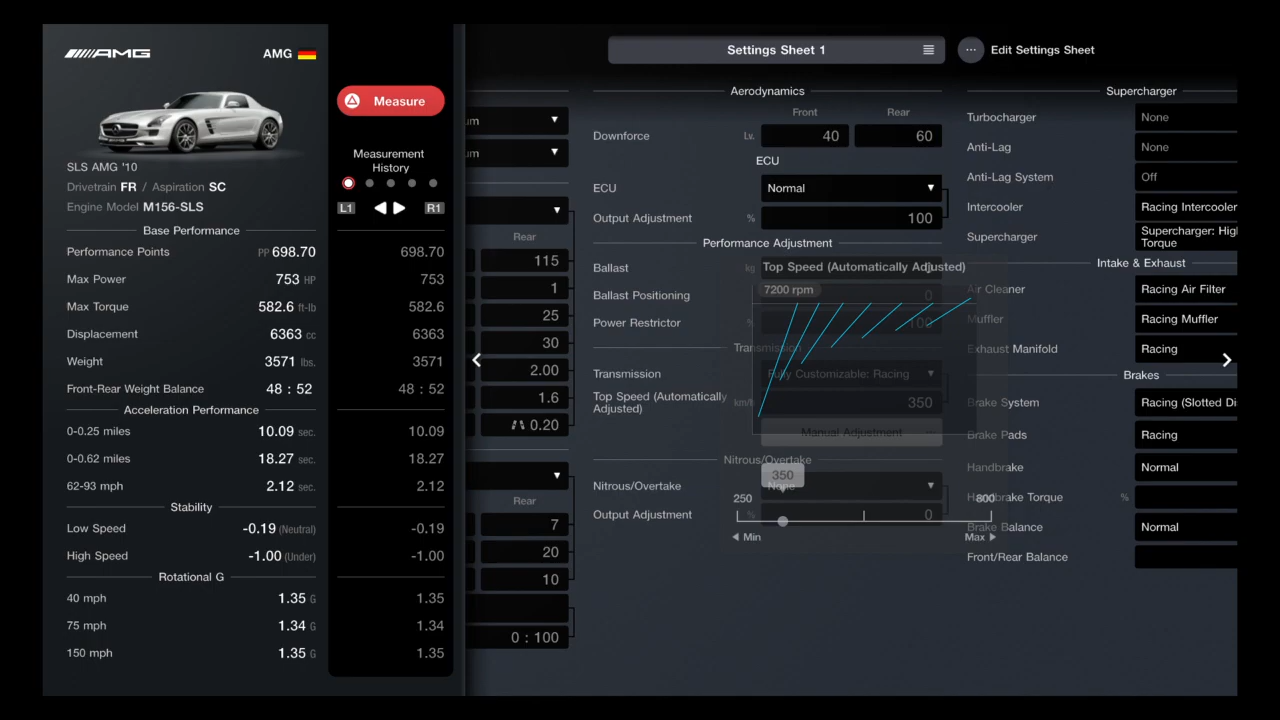 AMG
AMG
SLS AMG '10
Drivetrain FR / Aspiration SC
Engine Model M156-SLS
Base Performance
Performance Points PP 698.70
Max Power 753 HP
Max Torque 582.6 ft-lb
Displacement 6363 cc
Weight 3571 lbs.
Front-Rear Weight Balance 48 : 52
Acceleration Performance
0-0.25 miles 10.09 sec.
0-0.62 miles 18.27 sec.
62-93 mph 2.12 sec.
Stability
Low Speed -0.19 (Neutral)
High Speed -1.00 (Under)
Rotational G
40 mph 1.35 G
75 mph 1.34 G
150 mph 1.35 G
Measure
Measurement
History
L1 R1
698.70
753
582.6
6363
3571
48 : 52
10.09
18.27
2.12
-0.19
-1.00
1.35
1.34
1.35
Settings Sheet 1
Edit Settings Sheet
Rear
115
1
25
30
2.00
1.6
0.20
Rear
7
20
10
0 : 100
Aerodynamics
Front Rear
Downforce Lv. 40 60
ECU
ECU Normal
Output Adjustment % 100
Performance Adjustment
Ballast kg
Ballast Positioning 0
Power Restrictor % 100
Transmission
Transmission Fully Customizable: Racing
Top Speed (Automatically
Adjusted) km/h 350
Manual Adjustment
Nitrous/Overtake
Nitrous/Overtake None
Output Adjustment % 0
Top Speed (Automatically Adjusted)
7200 rpm
350
250 800
Min Max
Supercharger
Turbocharger None
Anti-Lag None
Anti-Lag System Off
Intercooler Racing Intercooler
Supercharger Supercharger: High
Torque
Intake & Exhaust
Air Cleaner Racing Air Filter
Muffler Racing Muffler
Exhaust Manifold Racing
Brakes
Brake System Racing (Slotted Di
Brake Pads Racing
Handbrake Normal
Handbrake Torque %
Brake Balance Normal
Front/Rear Balance